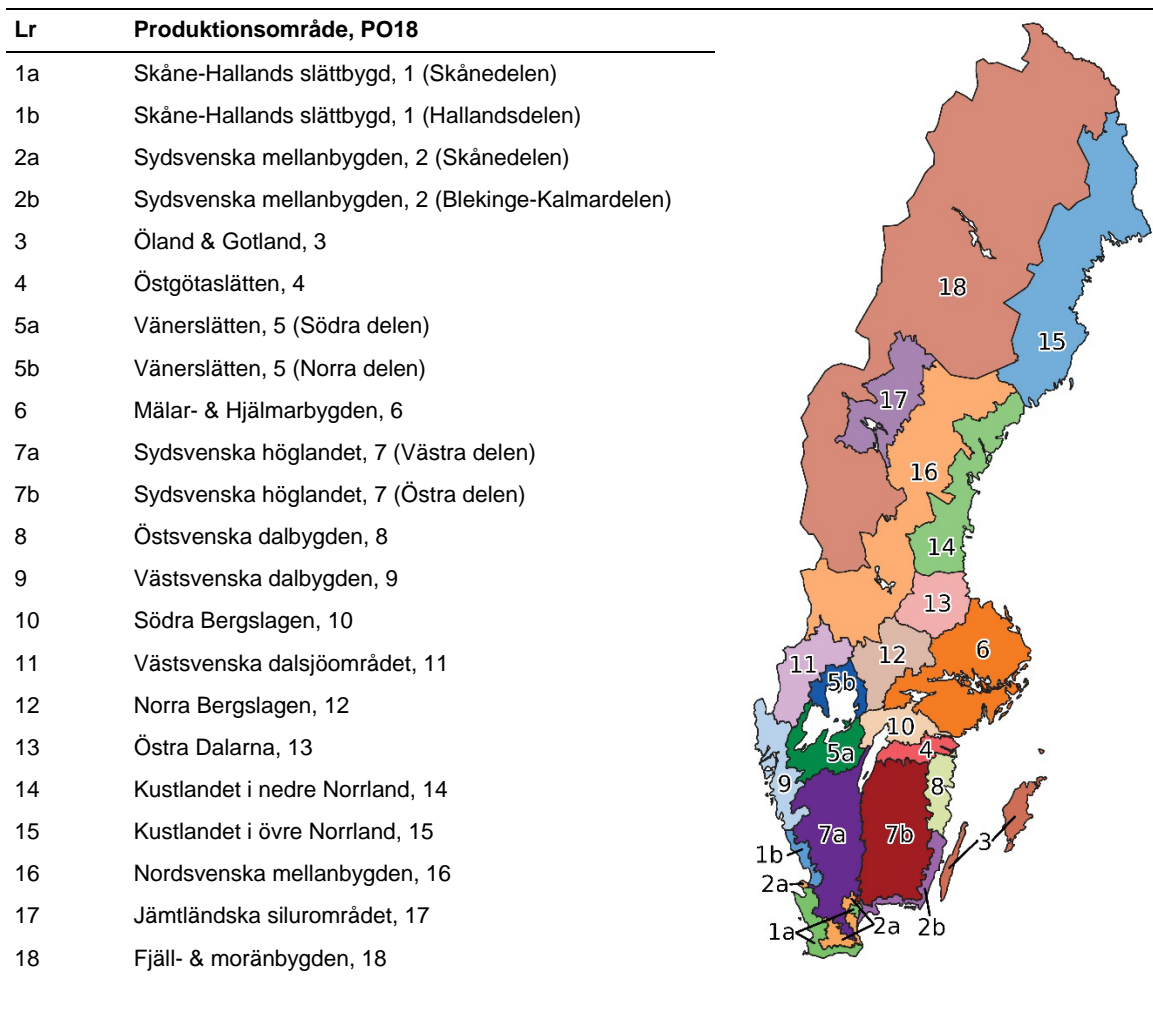 Lr Produktionsområde, PO18
1a Skåne-Hallands slättbygd, 1 (Skånedelen)
1b Skåne-Hallands slättbygd, 1 (Hallandsdelen)
2a Sydsvenska mellanbygden, 2 (Skånedelen)
2b Sydsvenska mellanbygden, 2 (Blekinge-Kalmardelen)
3 Öland & Gotland, 3
4 Östgötaslätten, 4
5a Vänerslätten, 5 (Södra delen)
5b Vänerslätten, 5 (Norra delen)
6 Mälar- & Hjälmarbygden, 6
7a Sydsvenska höglandet, 7 (Västra delen)
7b Sydsvenska höglandet, 7 (Östra delen)
8 Östsvenska dalbygden, 8
9 Västsvenska dalbygden, 9
10 Södra Bergslagen, 10
11 Västsvenska dalsjöområdet, 11
12 Norra Bergslagen, 12
13 Östra Dalarna, 13
14 Kustlandet i nedre Norrland, 14
15 Kustlandet i övre Norrland, 15
16 Nordsvenska mellanbygden, 16
17 Jämtländska silurområdet, 17
18 Fjäll- & moränbygden, 18
18
15
17
16
14
13
12
6
11
5b
10
4
5a
9
8
7a
7b
3
1b
2a
1a
2a
2b